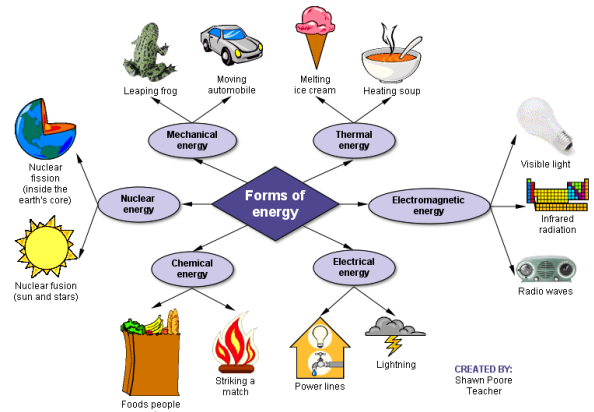 Leaping frog
Moving
automobile
Melting
ice cream
Heating soup
Mechanical
energy
Thermal
energy
Nuclear
fission
(inside the
earth's core)
Nuclear
energy
Forms of
energy
Electromagnetic
energy
Visible light
Infrared
radiation
Nuclear fusion
(sun and stars)
Chemical
energy
Electrical
energy
Radio waves
Foods people
Striking a
match
Power lines
Lightning
CREATED BY:
Shawn Poore
Teacher